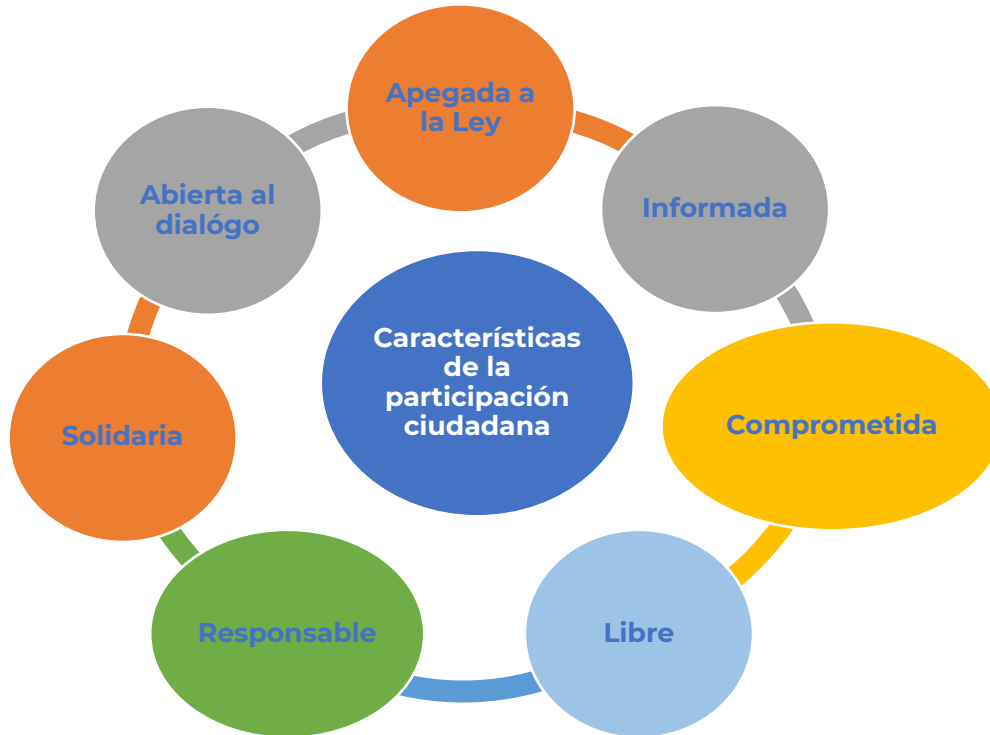 Apegada a
la Ley
Informada
Comprometida
Libre
Responsable
Solidaria
Abierta al
dialógo
Características
de la
participación
ciudadana